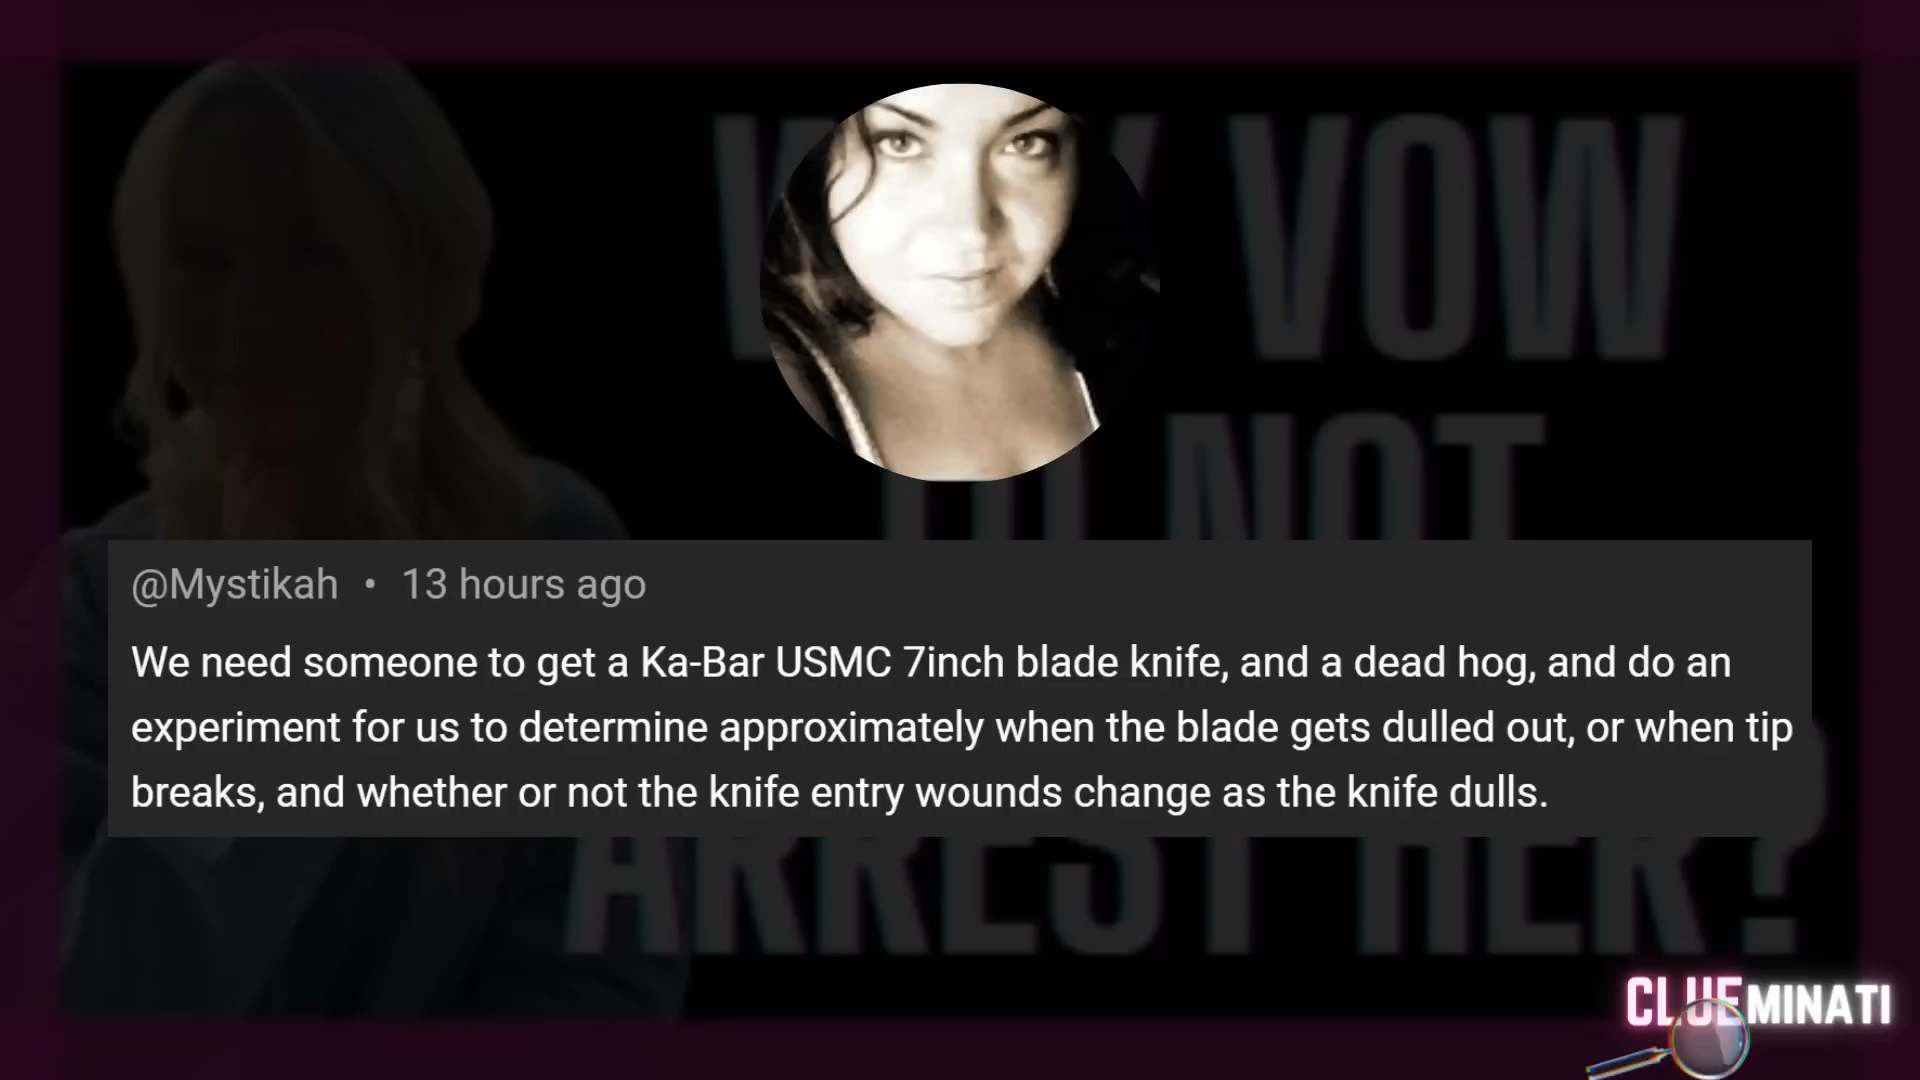 VOW
NOT
@Mystikah • 13 hours ago
We need someone to get a Ka-Bar USMC 7inch blade knife, and a dead hog, and do an
experiment for us to determine approximately when the blade gets dulled out, or when tip
breaks, and whether or not the knife entry wounds change as the knife dulls.
ARREST HER?
CLUEMINATI